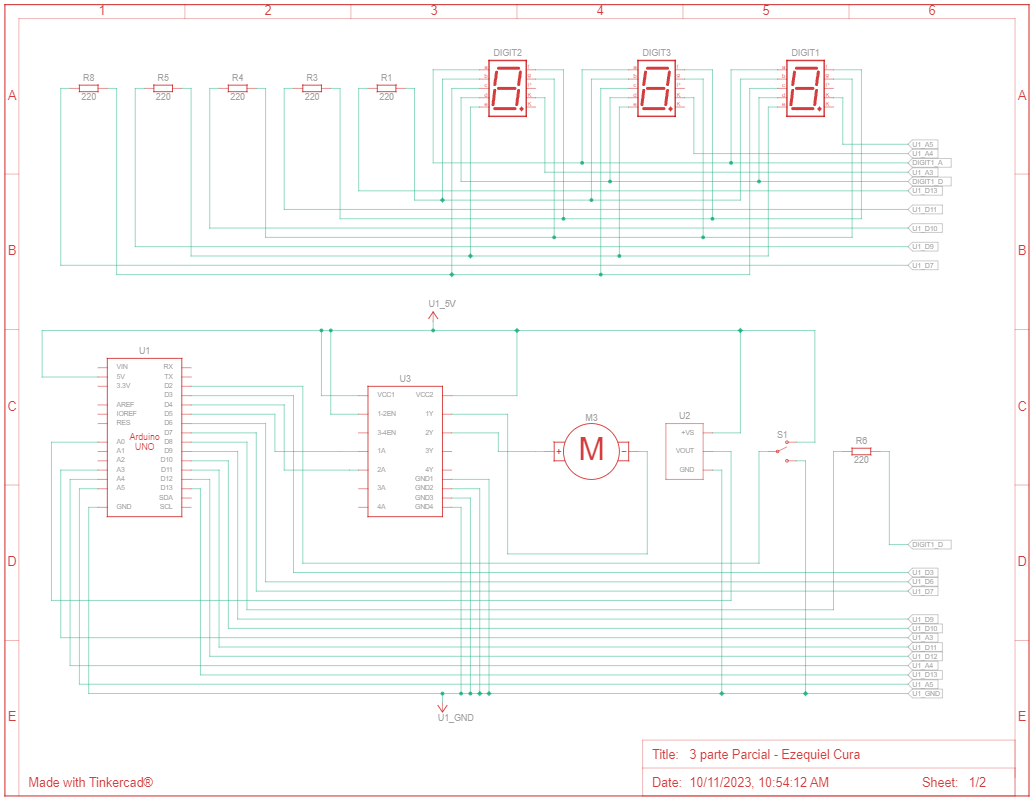 1 2 3 4 5 6
DIGIT2 DIGIT3 DIGIT1
R8 R5 R4 R3 R1
220 220 220 220 220
A A
U1_A5
U1_A4
DIGIT1_A
U1_A3
DIGIT1_D
U1_D13
U1_D11
U1_D10
B B
U1_D9
U1_D7
U1_5V
U1
VIN RX
5V TX
3.3V D2
D3
AREF D4
IOREF D5
RES D6
D7
Arduino
UNO
A0 D8
A1 D9
A2 D10
A3 D11
A4 D12
A5 D13
SDA
GND SCL
U3
VCC1 VCC2
1-2EN 1Y
3-4EN 2Y
1A 3Y
2A 4Y
GND1
3A GND2
GND3
4A GND4
M3
M
+ -
U2
+VS
VOUT
GND
S1
R6
220
C C
DIGIT1_D
D D
U1_D3
U1_D6
U1_D7
U1_D9
U1_D10
U1_A3
U1_D11
U1_D12
U1_A4
U1_D13
U1_A5
U1_GND
E E
U1_GND
Title: 3 parte Parcial - Ezequiel Cura
Made with Tinkercad®
Date: 10/11/2023, 10:54:12 AM Sheet: 1/2